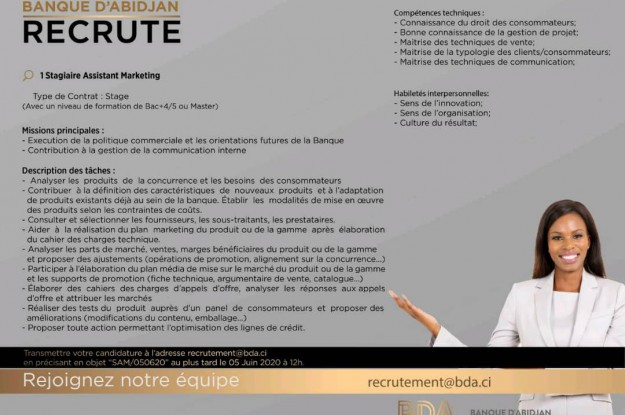 BANQUE D'ABIDJAN
RECRUTE
1 Stagiaire Assistant Marketing
Type de Contrat : Stage
(Avec un niveau de formation de Bac+4/5 ou Master)
Missions principales :
- Execution de la politique commerciale et les orientations futures de la Banque
- Contribution à la gestion de la communication interne
Description des tâches :
- Analyser les produits de la concurrence et les besoins des consommateurs
- Contribuer à la définition des caractéristiques de nouveaux produits et à l'adaptation
de produits existants déjà au sein de la banque. Établir les modalités de mise en œuvre
des produits selon les contraintes de coûts.
- Consulter et sélectionner les fournisseurs, les sous-traitants, les prestataires.
- Aider à la réalisation du plan marketing du produit ou de la gamme après élaboration
du cahier des charges technique.
- Analyser les parts de marché, ventes, marges bénéficiaires du produit ou de la gamme
et proposer des ajustements (opérations de promotion, alignement sur la concurrence...)
- Participer à l'élaboration du plan média de mise sur le marché du produit ou de la gamme
et les supports de promotion (fiche technique, argumentaire de vente, catalogue...)
- Élaborer des cahiers des charges d'appels d'offre, analyser les réponses aux appels
d'offre et attribuer les marchés
- Réaliser des tests du produit auprès d'un panel de consommateurs et proposer des
améliorations (modifications du contenu, emballage...)
- Proposer toute action permettant l'optimisation des lignes de crédit.
Compétences techniques :
- Connaissance du droit des consommateurs;
- Bonne connaissance de la gestion de projet;
- Maitrise des techniques de vente;
- Maitrise de la typologie des clients/consommateurs;
- Maitrise des techniques de communication;
Habiletés interpersonnelles:
- Sens de l'innovation;
- Sens de l'organisation;
- Culture du résultat;
Transmettre votre candidature à l'adresse recrutement@bda.ci
en précisant en objet "SAM/050620" au plus tard le 05 Juin 2020 à 12h.
Rejoignez notre équipe
recrutement@bda.ci
BDA
BANQUE D'ABIDJAN